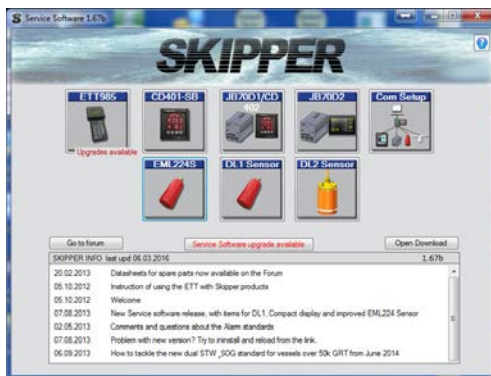 Service Software 1.67b
SKIPPER
ETT985
CD401-SB
JB70D1/CD
402
JB70D2
Com Setup
Upgrades available
EML224S
DL1 Sensor
DL2 Sensor
Go to forum
Service Software upgrade available
Open Download
SKIPPER INFO last upd 06.03.2016 1.67b
20.02.2013 Datasheets for spare parts now available on the Forum
05.10.2012 Instruction of using the ETT with Skipper products
05.10.2012 Welcome
07.08.2013 New Service software release, with items for DL1, Compact display and improved EML224 Sensor
02.05.2013 Comments and questions about the Alarm standards
07.08.2013 Problem with new version? Try to ininstall and reload from the link.
06.09.2013 How to tackle the new dual STW _SOG standard for vessels over 50k GRT from June 2014